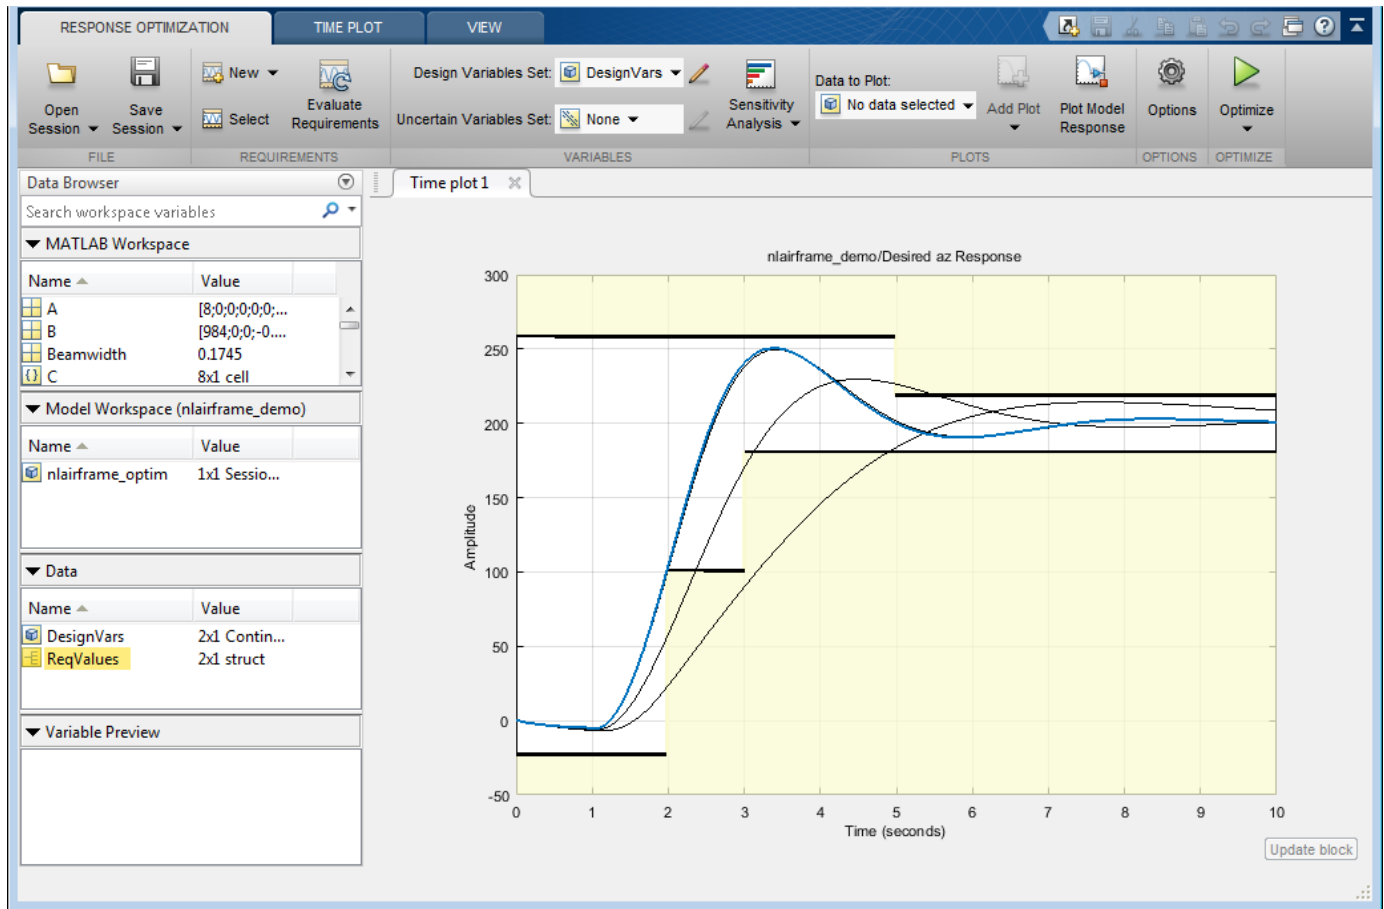 RESPONSE OPTIMIZATION TIME PLOT VIEW
Open Session Save Session
FILE
New
Select
Evaluate Requirements
REQUIREMENTS
Design Variables Set: DesignVars
Uncertain Variables Set: None
Sensitivity Analysis
VARIABLES
Data to Plot:
No data selected
Add Plot
Plot Model Response
PLOTS
Options
OPTIONS
Optimize
OPTIMIZE
Data Browser
Search workspace variables
MATLAB Workspace
Name Value
A [8;0;0;0;0;0;...
B [984;0;0;-0....
Beamwidth 0.1745
C 8x1 cell
Model Workspace (nlairframe_demo)
Name Value
nlairframe_optim 1x1 Sessio...
Data
Name Value
DesignVars 2x1 Contin...
ReqValues 2x1 struct
Variable Preview
Time plot 1
nlairframe_demo/Desired az Response
300
250
200
150
100
50
0
-50
Amplitude
0 1 2 3 4 5 6 7 8 9 10
Time (seconds)
Update block